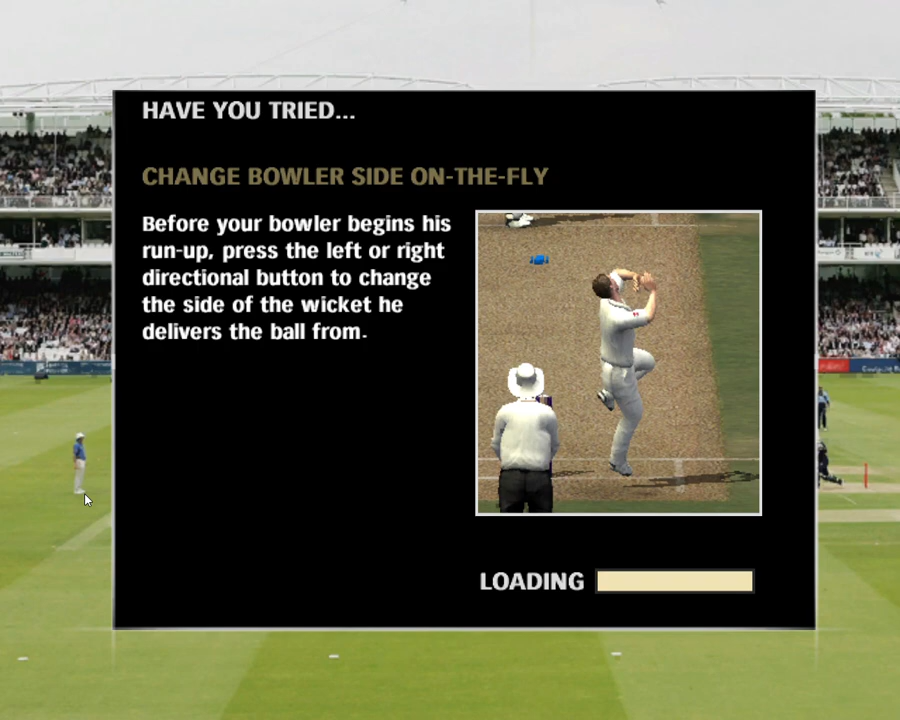 HAVE YOU TRIED...
CHANGE BOWLER SIDE ON-THE-FLY
Before your bowler begins his
run-up, press the left or right
directional button to change
the side of the wicket he
delivers the ball from.
LOADING